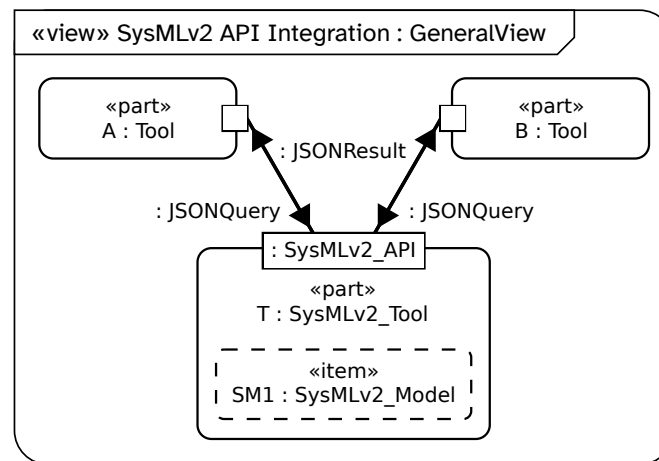 «view» SysMLv2 API Integration : GeneralView
«part»
A : Tool
«part»
B : Tool
: JSONResult
: JSONQuery
: JSONQuery
: SysMLv2_API
«part»
T : SysMLv2_Tool
«item»
SM1 : SysMLv2_Model